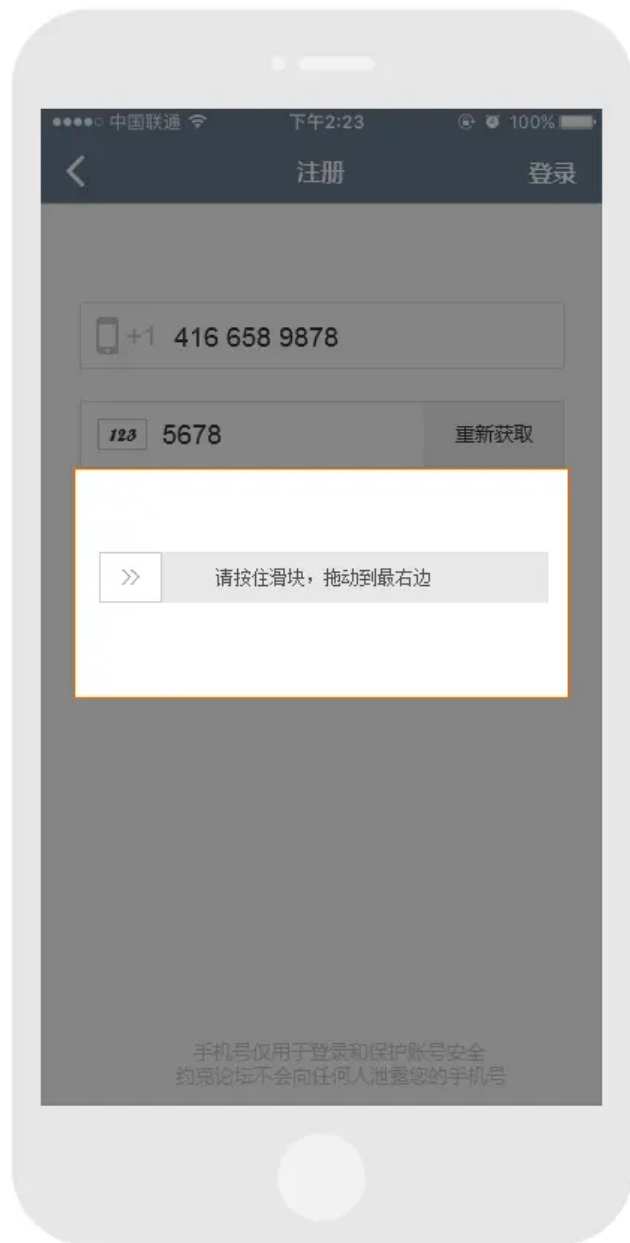 中国联通 下午2:23 100%
注册 登录
+1 416 658 9878
123 5678 重新获取
请按住滑块，拖动到最右边
手机号仅用于登录和保护账号安全
约克论坛不会向任何人泄露您的手机号